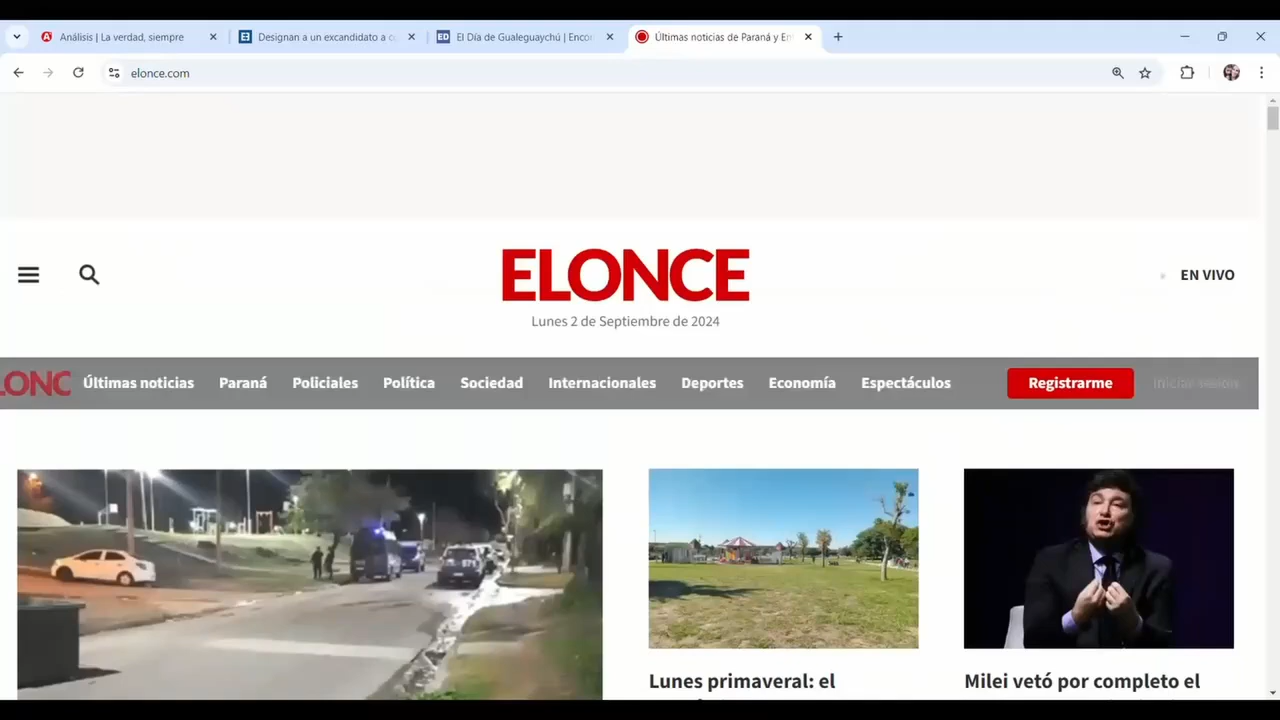 Análisis | La verdad, siempre
Designan a un excandidato a c
El Día de Gualeguaychú | Enco
Últimas noticias de Paraná y En
elonce.com
ELONCE
Lunes 2 de Septiembre de 2024
EN VIVO
LONC
Últimas noticias
Paraná
Policiales
Política
Sociedad
Internacionales
Deportes
Economía
Espectáculos
Registrarme
Iniciar sesión
Lunes primaveral: el
Milei vetó por completo el